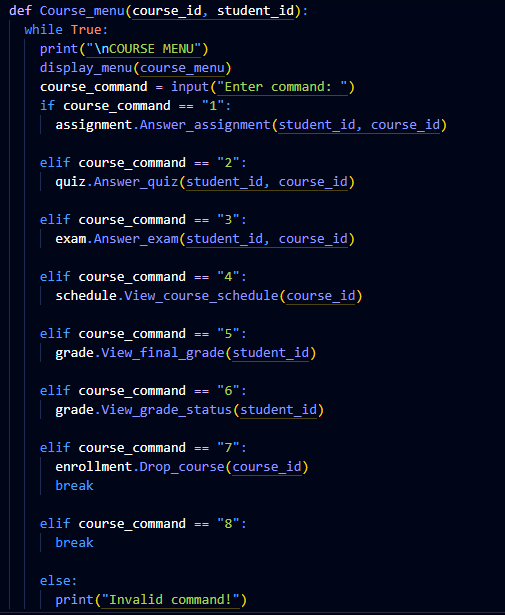 def Course_menu(course_id, student_id):
  while True:
    print("\nCOURSE MENU")
    display_menu(course_menu)
    course_command = input("Enter command: ")
    if course_command == "1":
      assignment.Answer_assignment(student_id, course_id)

    elif course_command == "2":
      quiz.Answer_quiz(student_id, course_id)

    elif course_command == "3":
      exam.Answer_exam(student_id, course_id)

    elif course_command == "4":
      schedule.View_course_schedule(course_id)

    elif course_command == "5":
      grade.View_final_grade(student_id)

    elif course_command == "6":
      grade.View_grade_status(student_id)

    elif course_command == "7":
      enrollment.Drop_course(course_id)
      break

    elif course_command == "8":
      break

    else:
      print("Invalid command!")